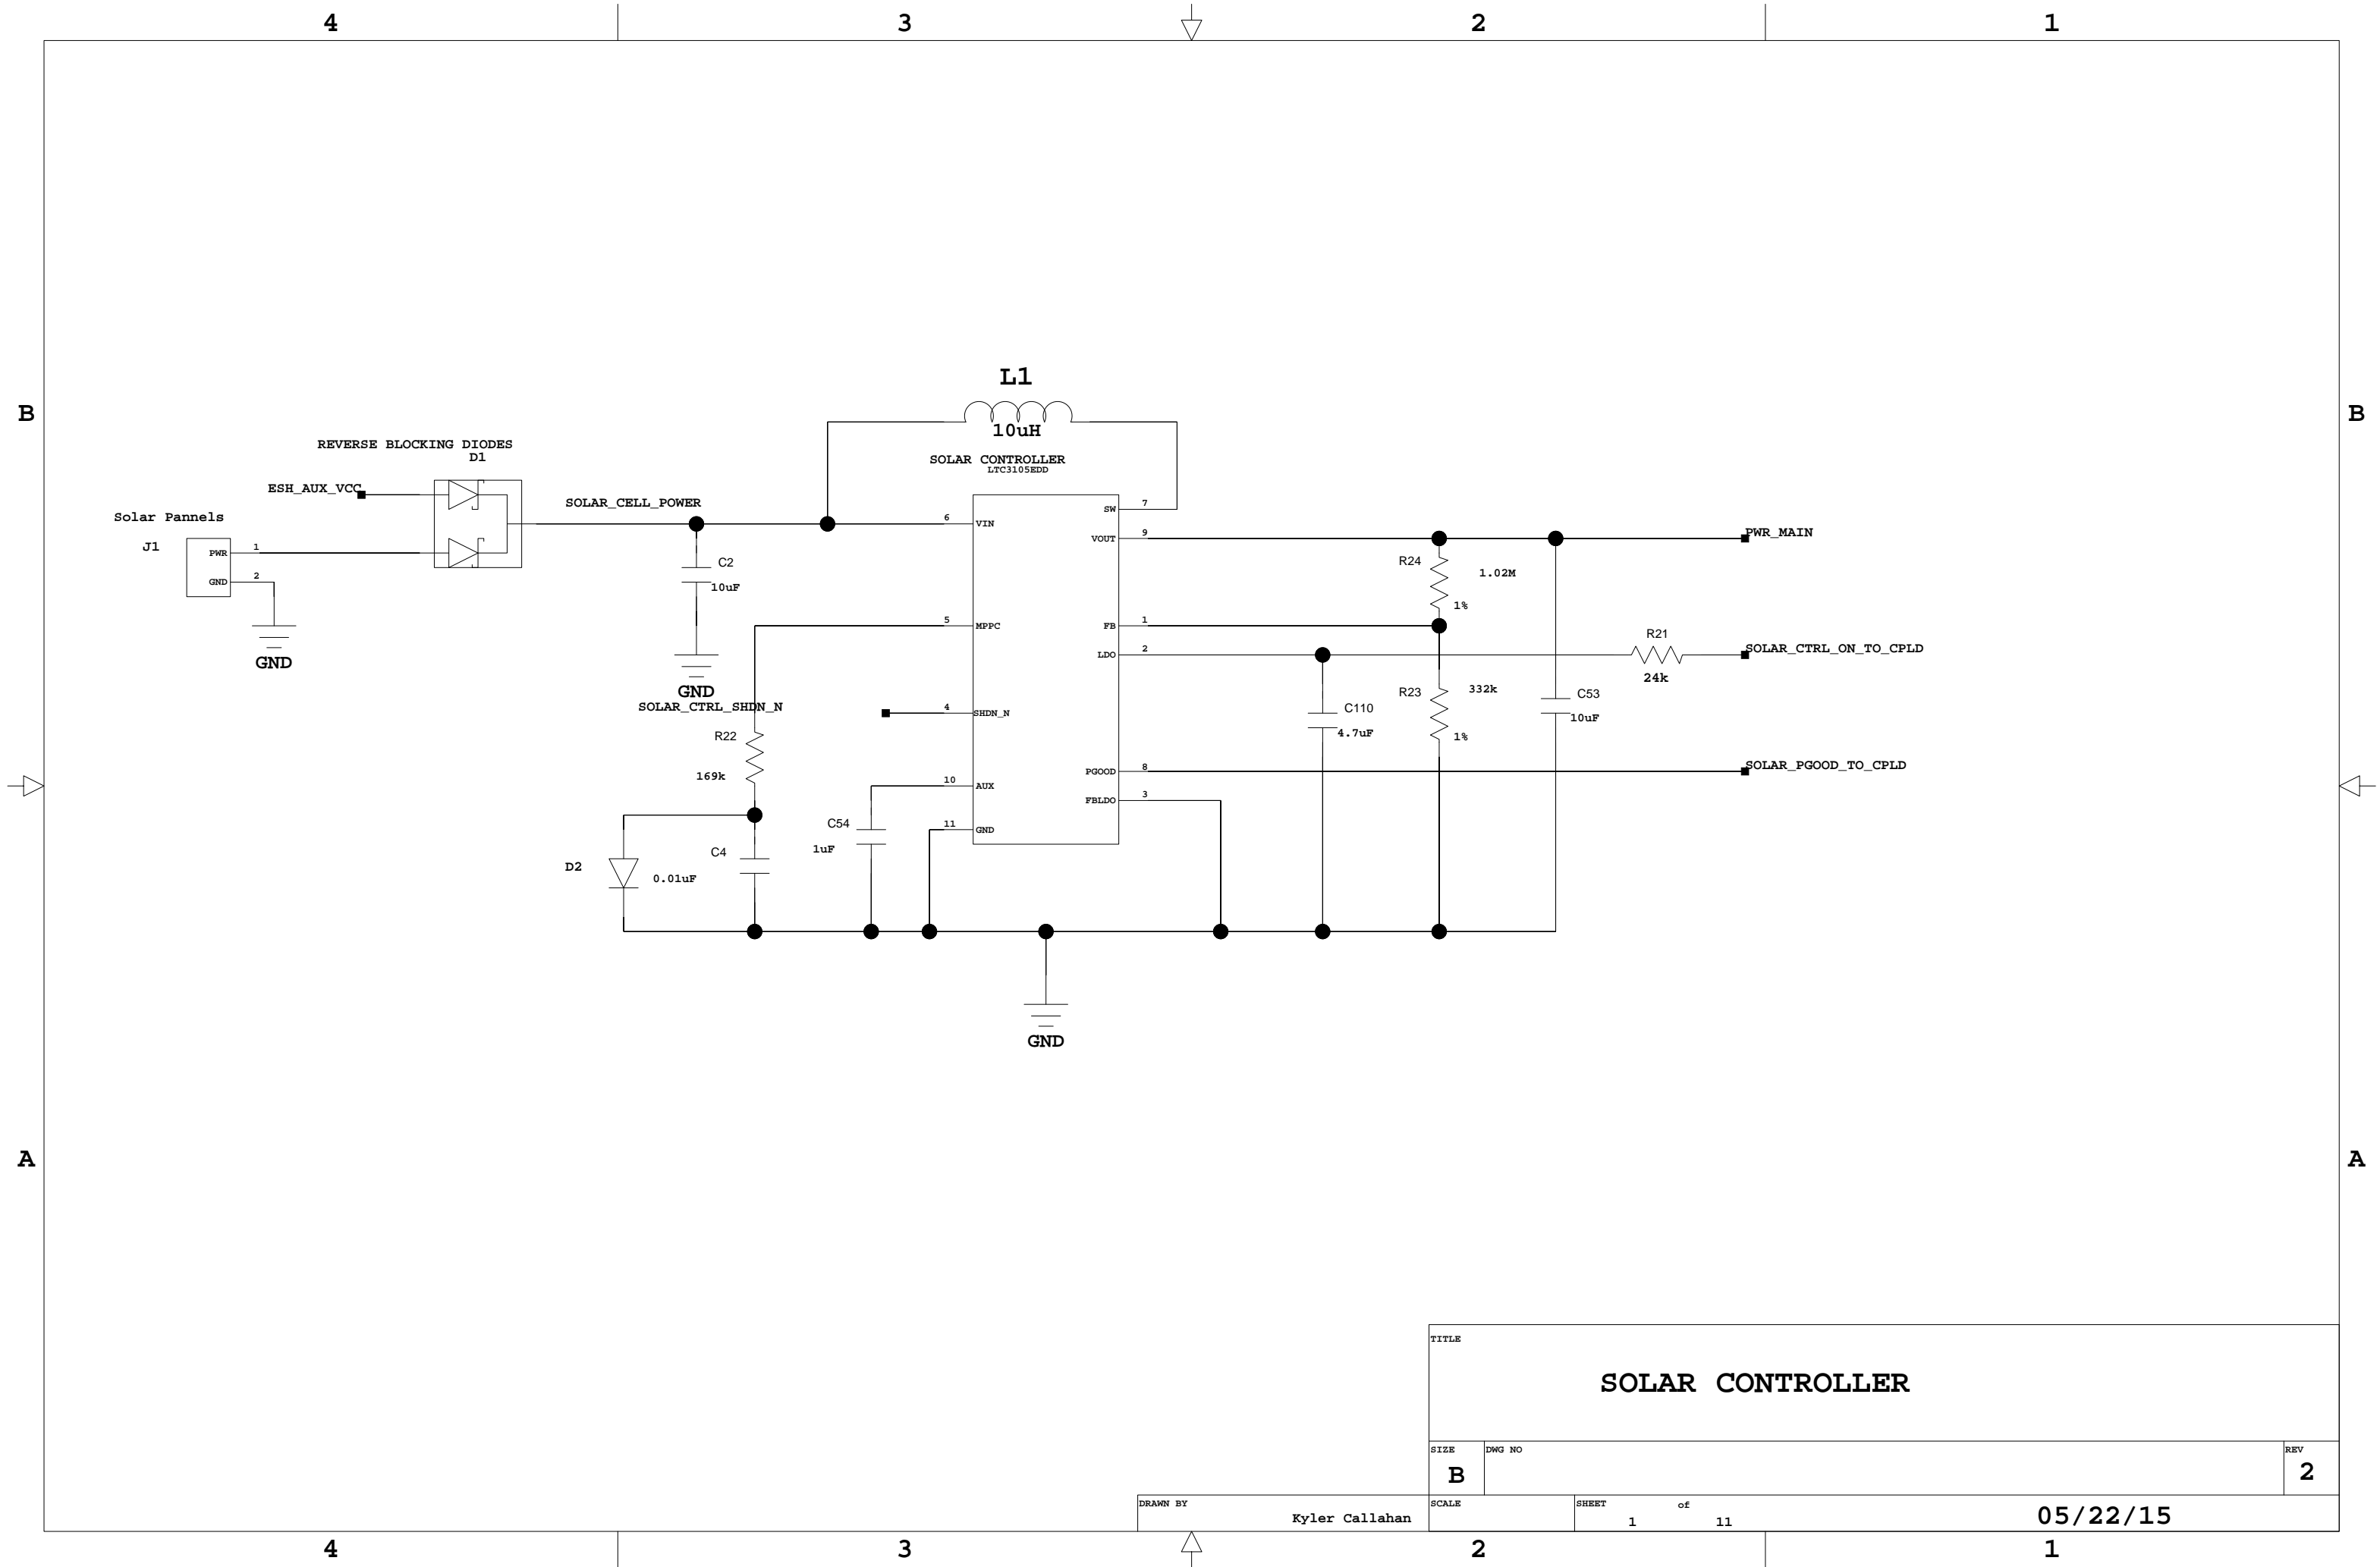 4 3 2 1
B B
L1
10uH
REVERSE BLOCKING DIODES
D1
SOLAR CONTROLLER
LTC3105EDD
ESH_AUX_VCC
SOLAR_CELL_POWER
Solar Pannels
J1
PWR 1
GND 2
GND
C2
10uF
GND
6 VIN
5 MPPC
SOLAR_CTRL_SHDN_N
4 SHDN_N
10 AUX
11 GND
SW 7
VOUT 9
FB 1
LDO 2
PGOOD 8
FBLDO 3
PWR_MAIN
R24
1.02M
1%
R21
24k
SOLAR_CTRL_ON_TO_CPLD
R23
332k
1%
C53
10uF
C110
4.7uF
SOLAR_PGOOD_TO_CPLD
R22
169k
C54
1uF
D2
0.01uF
C4
GND
A A
TITLE
SOLAR CONTROLLER
SIZE
B
DWG NO
REV
2
DRAWN BY
Kyler Callahan
SCALE
SHEET
1
of
11
05/22/15
4 3 2 1